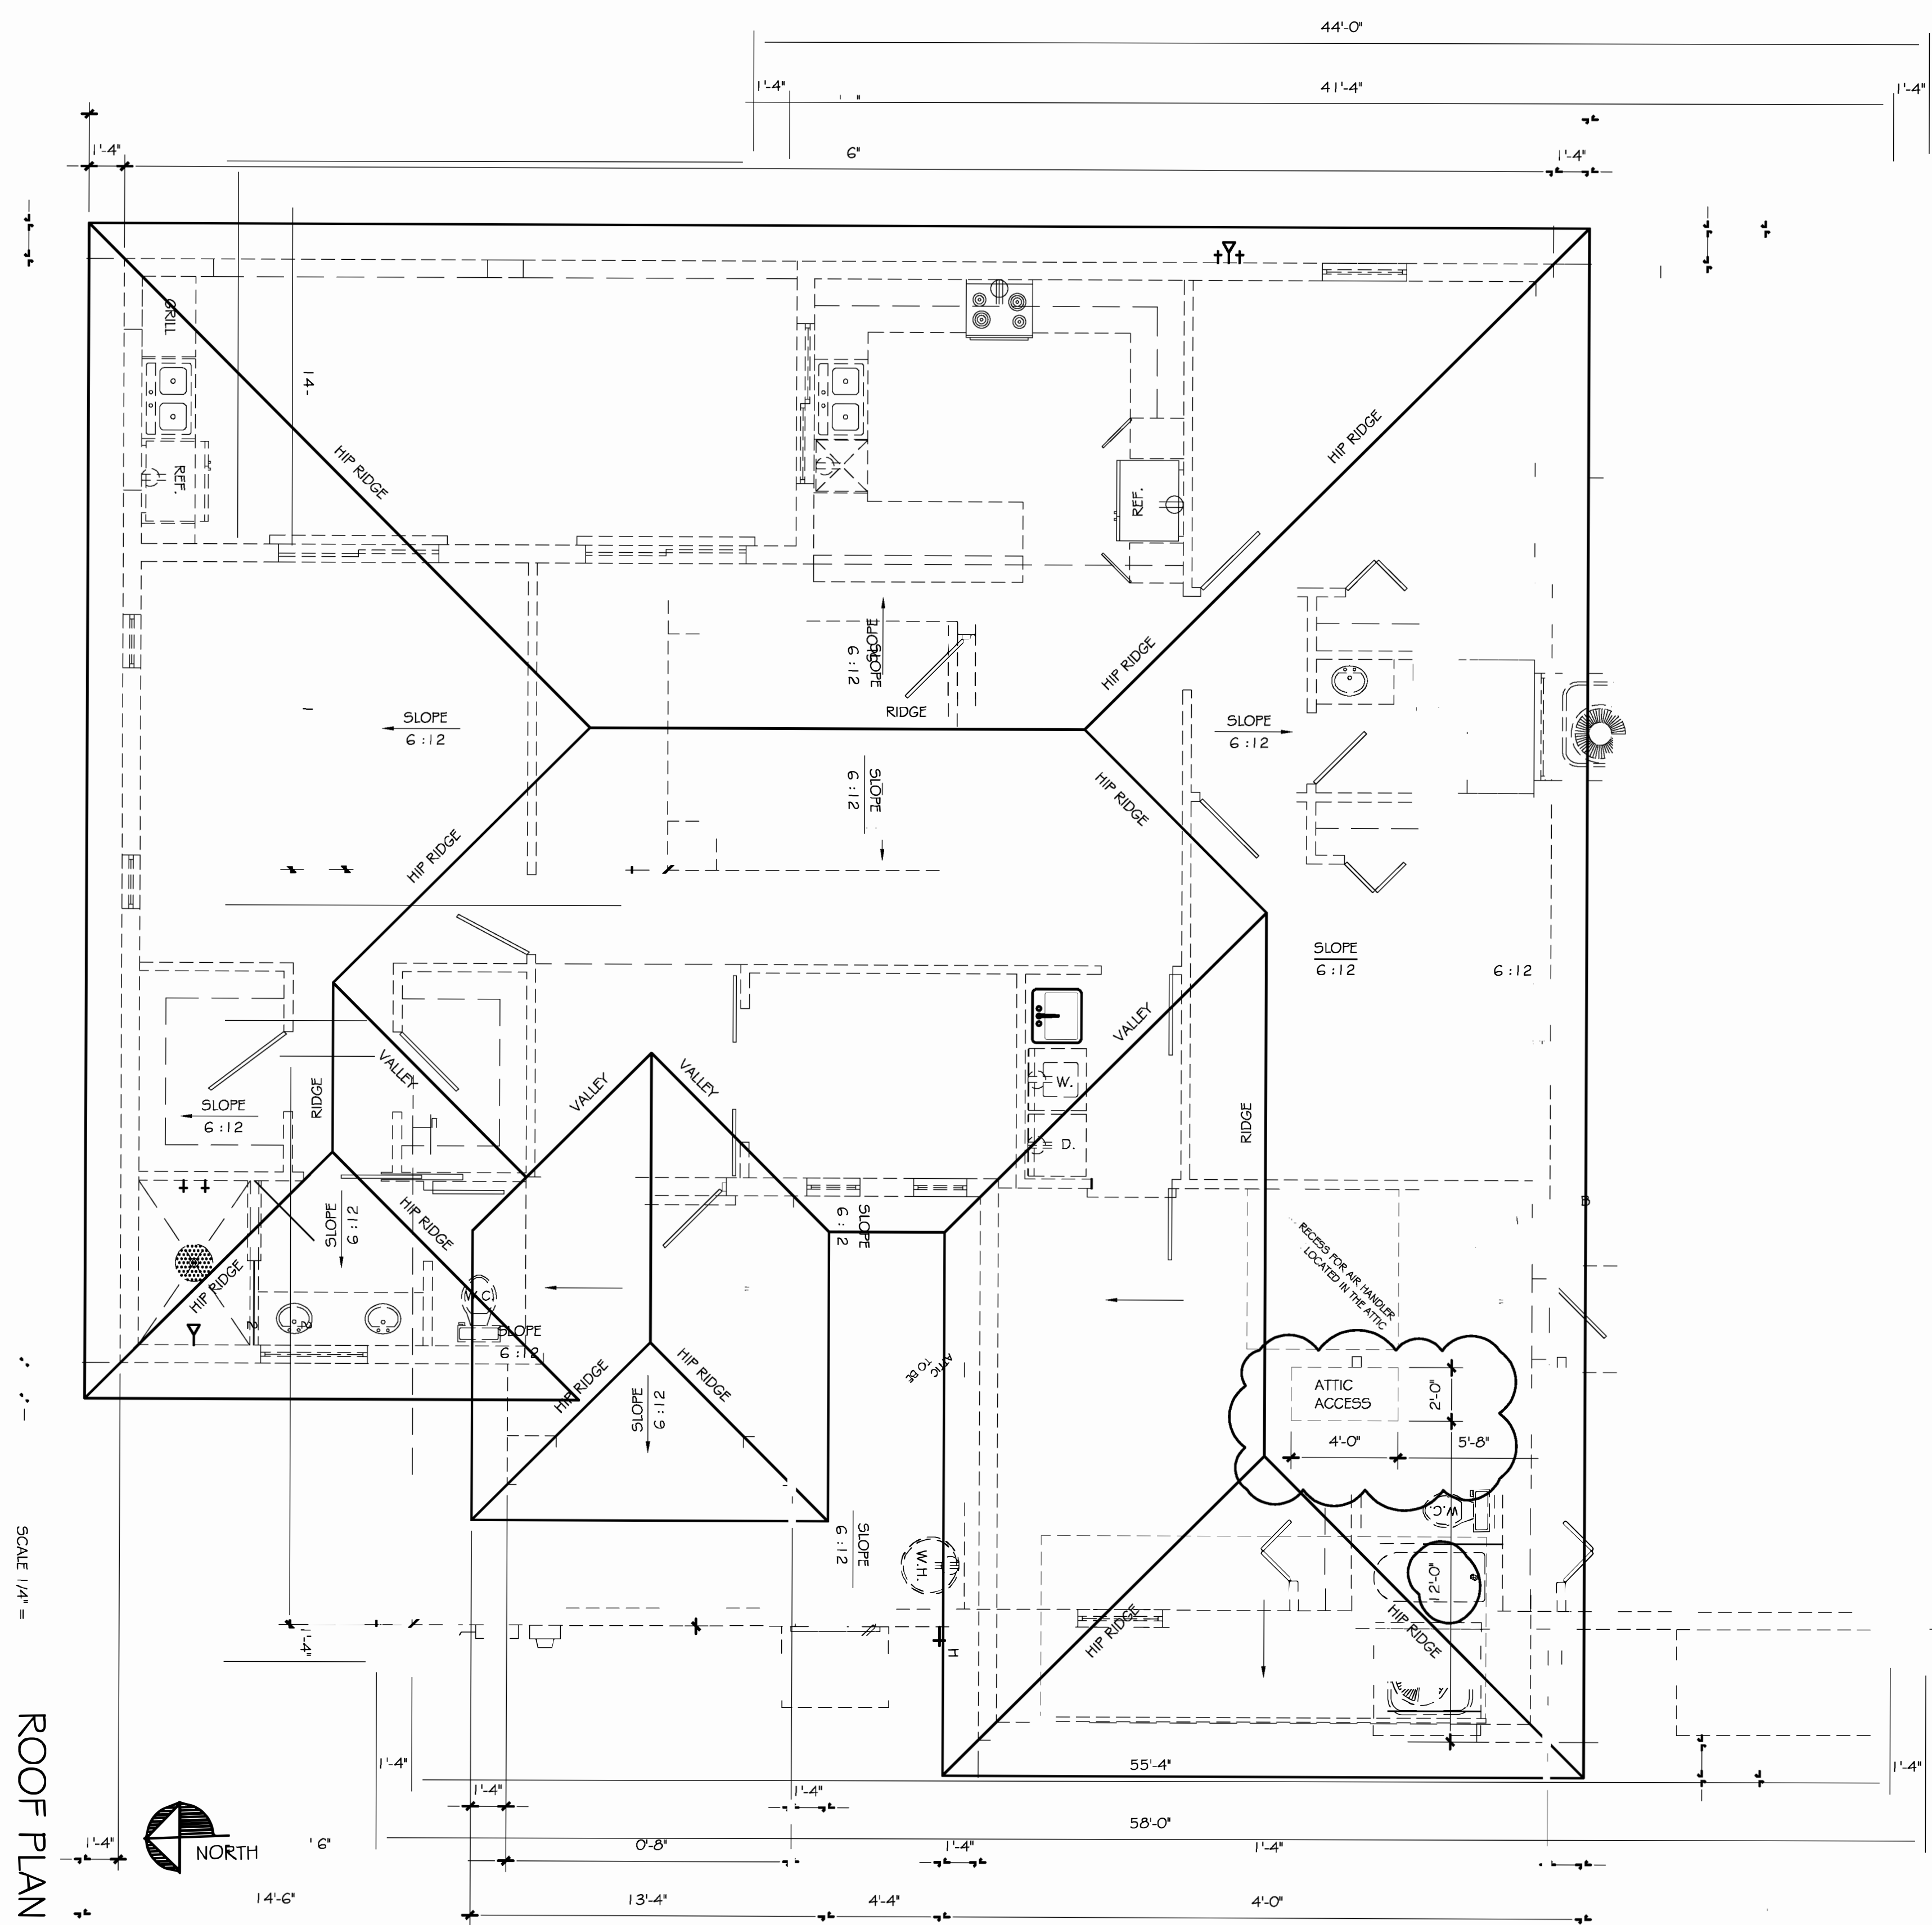 44'-0"
1'-4"
41'-4"
1'-4"
1'-4"
6"
1'-4"
GRILL
14-
HIP RIDGE
HIP RIDGE
REF.
REF.
SLOPE
SLOPE
6:12
HIP RIDGE
RIDGE
SLOPE
6:12
SLOPE
6:12
SLOPE
6:12
HIP RIDGE
HIP RIDGE
SLOPE
6:12
6:12
VALLEY
VALLEY
VALLEY
VALLEY
W.
D.
SLOPE
6:12
RIDGE
RIDGE
SLOPE
6:12
HIP RIDGE
HIP RIDGE
SLOPE
6:2
B
RECESS FOR AIR HANDLER
LOCATED IN THE ATTIC
W.C.
SLOPE
6:12
ATTIC
TO BE
HIP RIDGE
HIP RIDGE
SLOPE
6:12
ATTIC
ACCESS
2'-0"
4'-0"
5'-8"
W.C.
SLOPE
6:12
W.H.
12'-0"
HIP RIDGE
HIP RIDGE
H
1'-4"
SCALE 1/4" =
ROOF PLAN
1'-4"
55'-4"
1'-4"
1'-4"
1'-4"
58'-0"
NORTH
1'-4"
6"
0'-8"
1'-4"
1'-4"
14'-6"
13'-4"
4'-4"
4'-0"